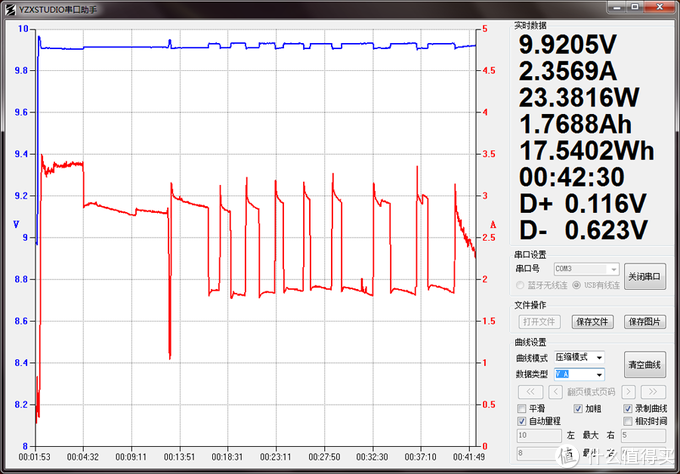 YZXSTUDIO串口助手
10
9.8
9.6
9.4
9.2
V
9
8.8
8.6
8.4
8.2
8
5
4.5
4
3.5
3
A
2.5
2
1.5
1
0.5
0
00:01:53
00:04:32
00:09:11
00:13:51
00:18:31
00:23:11
00:27:50
00:32:30
00:37:10
00:41:49
实时数据
9.9205V
2.3569A
23.3816W
1.7688Ah
17.5402Wh
00:42:30
D+ 0.116V
D- 0.623V
串口设置
串口号 COM3 关闭串口
蓝牙无线连 USB有线连
文件操作
打开文件 保存文件 保存图片
曲线设置
曲线模式 压缩模式 清空曲线
数据类型 V_A
<< < 翻页模式页码 > >>
平滑 加粗 录制曲线
自动量程 相对时间
10 左 最大 右 5
8
值 什么值得买